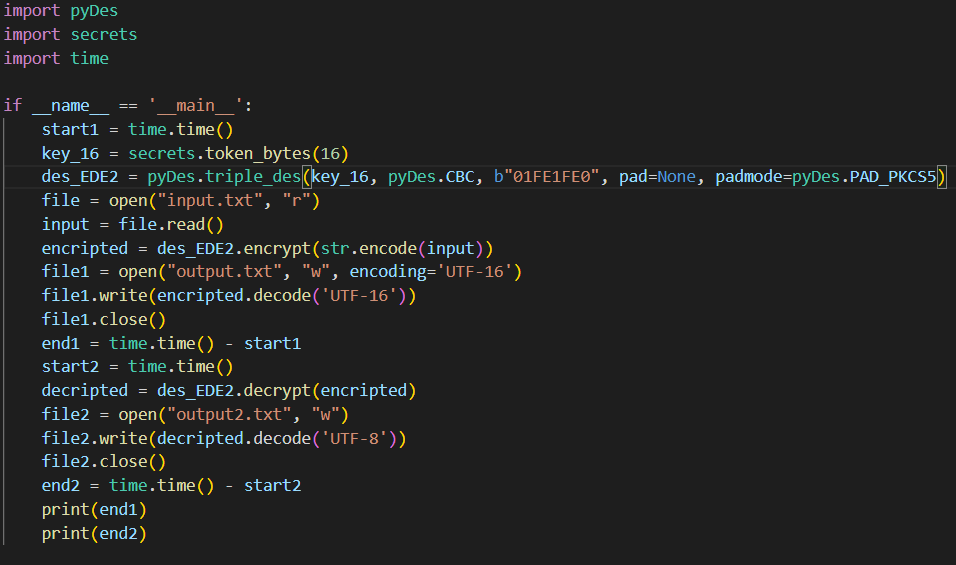 import pyDes
import secrets
import time
if __name__ == '__main__':
    start1 = time.time()
    key_16 = secrets.token_bytes(16)
    des_EDE2 = pyDes.triple_des(key_16, pyDes.CBC, b"01FE1FE0", pad=None, padmode=pyDes.PAD_PKCS5)
    file = open("input.txt", "r")
    input = file.read()
    encripted = des_EDE2.encrypt(str.encode(input))
    file1 = open("output.txt", "w", encoding='UTF-16')
    file1.write(encripted.decode('UTF-16'))
    file1.close()
    end1 = time.time() - start1
    start2 = time.time()
    decripted = des_EDE2.decrypt(encripted)
    file2 = open("output2.txt", "w")
    file2.write(decripted.decode('UTF-8'))
    file2.close()
    end2 = time.time() - start2
    print(end1)
    print(end2)